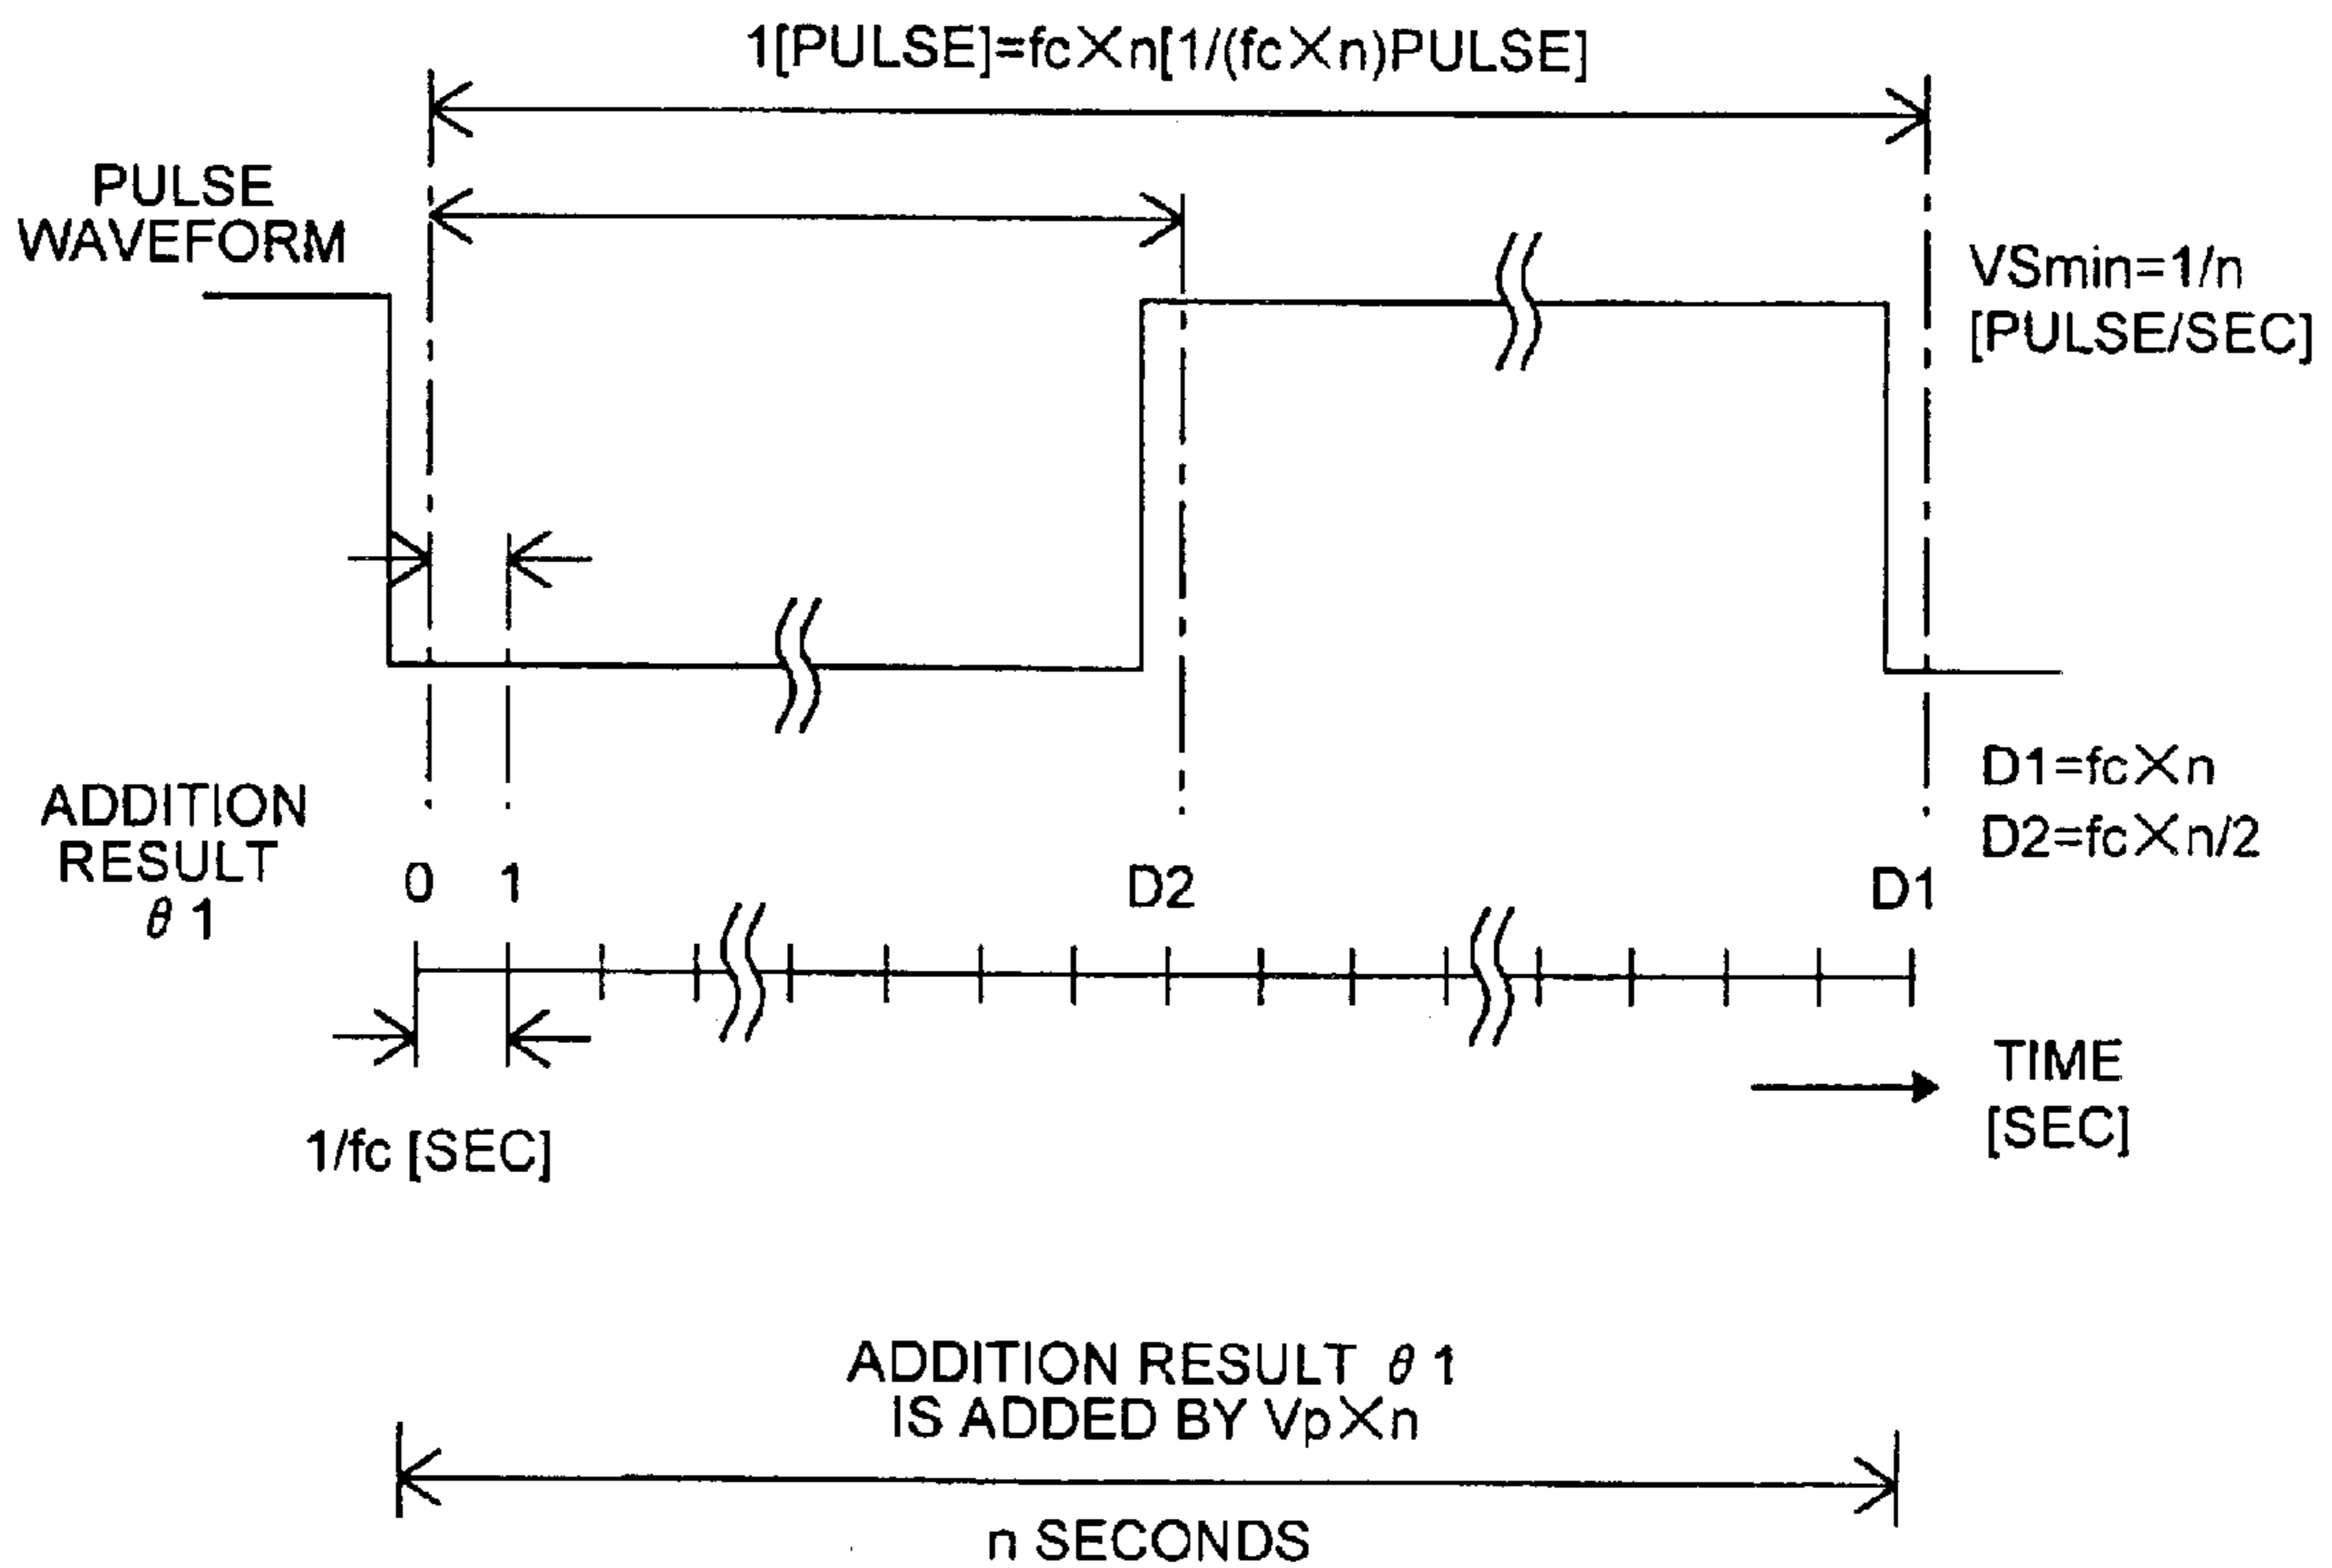 1[PULSE]=fc×n[1/(fc×n)PULSE]
PULSE
WAVEFORM
VSmin=1/n
[PULSE/SEC]
D1=fc×n
D2=fc×n/2
ADDITION
RESULT
θ1
0 1 D2 D1
TIME
[SEC]
1/fc [SEC]
ADDITION RESULT θ1
IS ADDED BY Vp×n
n SECONDS